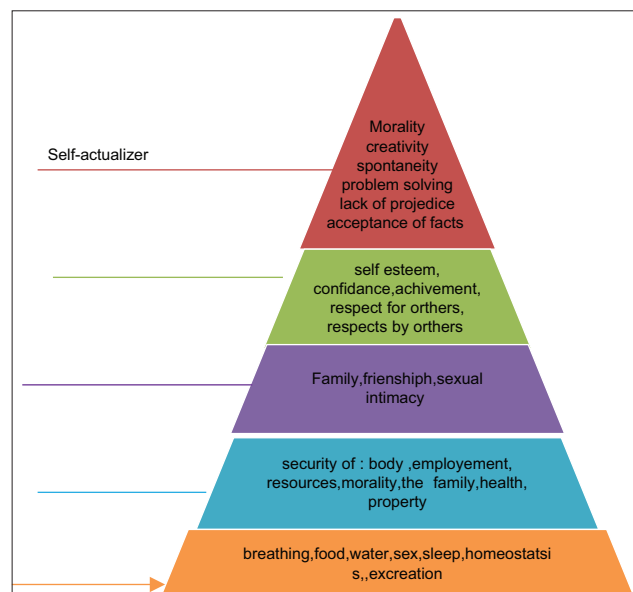 Self-actualizer
Morality
creativity
spontaneity
problem solving
lack of projedice
acceptance of facts
self esteem,
confidance,achivement,
respect for orthers,
respects by orthers
Family,frienshiph,sexual
intimacy
security of : body ,employement,
resources,morality,the family,health,
property
breathing,food,water,sex,sleep,homeostatsi
s,,excreation